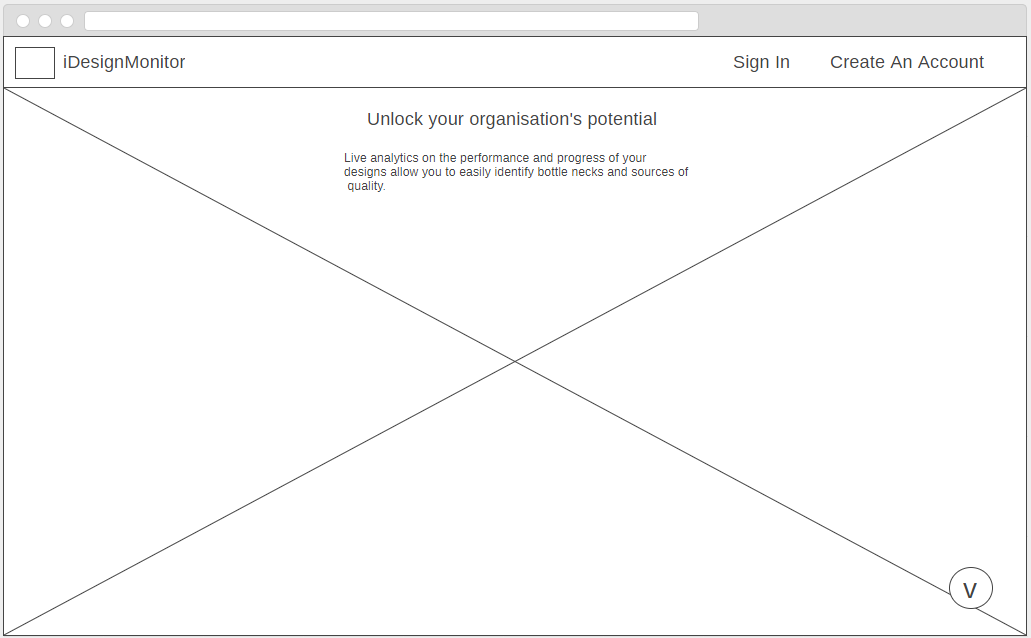 iDesignMonitor
Sign In
Create An Account
Unlock your organisation's potential
Live analytics on the performance and progress of your
designs allow you to easily identify bottle necks and sources of
quality.
V